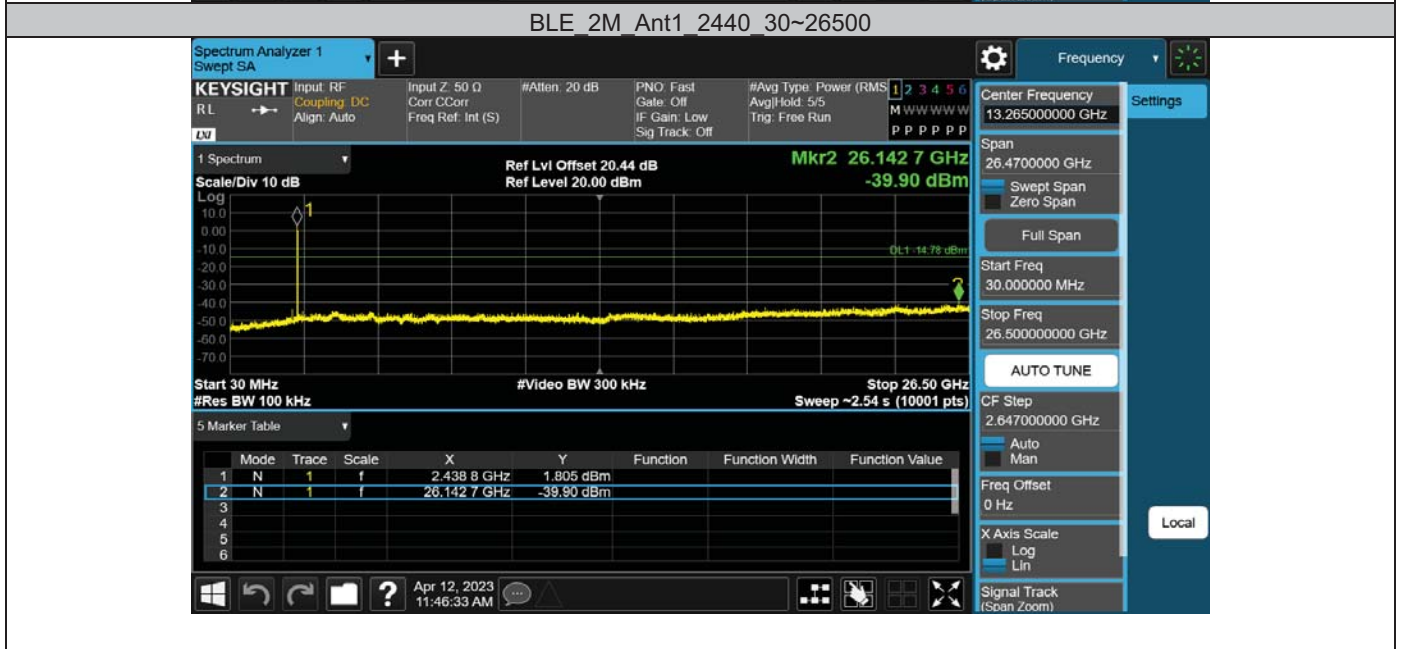 BLE_2M_Ant1_2440_30~26500
Spectrum Analyzer 1
Swept SA
+
Frequency
KEYSIGHT
RL
LXI
Input: RF
Coupling: DC
Align: Auto
Input Z: 50 Ω
Corr CCorr
Freq Ref: Int (S)
#Atten: 20 dB
PNO: Fast
Gate: Off
IF Gain: Low
Sig Track: Off
#Avg Type: Power (RMS
Avg|Hold: 5/5
Trig: Free Run
1 2 3 4 5 6
M W W W W W
P P P P P P
1 Spectrum
Scale/Div 10 dB
Ref Lvl Offset 20.44 dB
Ref Level 20.00 dBm
Mkr2 26.142 7 GHz
-39.90 dBm
Log
10.0
0.00
-10.0
-20.0
-30.0
-40.0
-50.0
-60.0
-70.0
1
DL1 -14.78 dBm
2
Start 30 MHz
#Res BW 100 kHz
#Video BW 300 kHz
Stop 26.50 GHz
Sweep ~2.54 s (10001 pts)
5 Marker Table
Mode Trace Scale X Y Function Function Width Function Value
1 N 1 f 2.438 8 GHz 1.805 dBm
2 N 1 f 26.142 7 GHz -39.90 dBm
3
4
5
6
?
Apr 12, 2023
11:46:33 AM
Center Frequency
13.265000000 GHz
Settings
Span
26.4700000 GHz
Swept Span
Zero Span
Full Span
Start Freq
30.000000 MHz
Stop Freq
26.500000000 GHz
AUTO TUNE
CF Step
2.647000000 GHz
Auto
Man
Freq Offset
0 Hz
Local
X Axis Scale
Log
Lin
Signal Track
(Span Zoom)